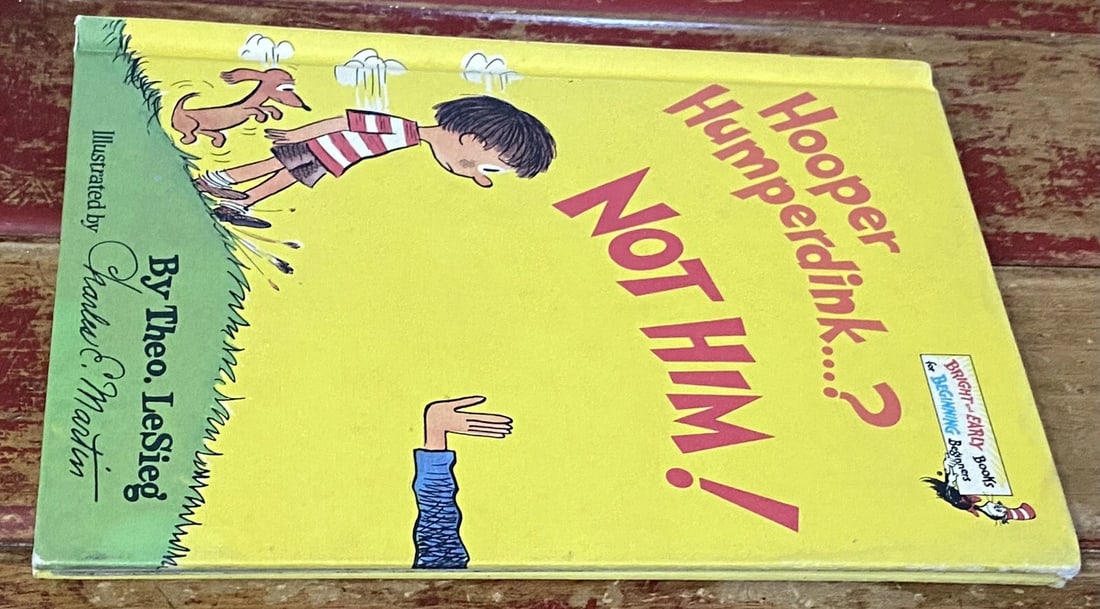 Hooper
Humperdink...?
NOT HIM!
BRIGHT and EARLY BOOKS
for BEGINNING Beginners
By Theo. LeSieg
Illustrated by Charles E. Martin